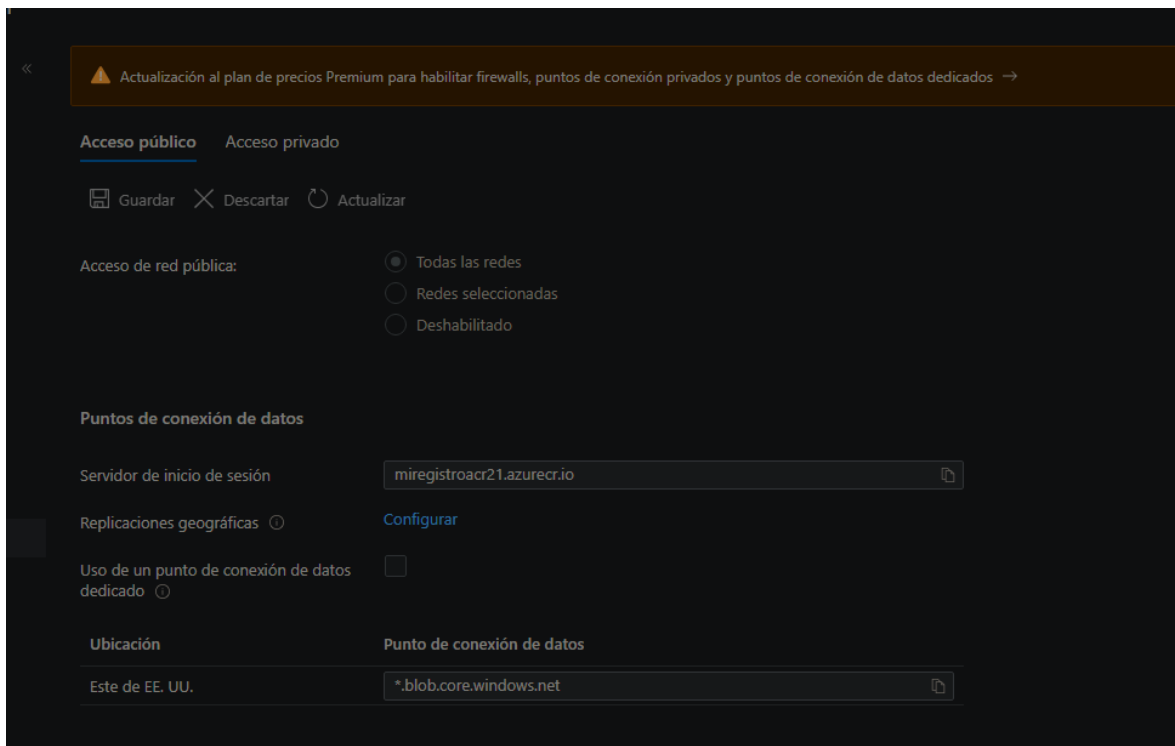 Actualización al plan de precios Premium para habilitar firewalls, puntos de conexión privados y puntos de conexión de datos dedicados →
Acceso público Acceso privado
Guardar Descartar Actualizar
Acceso de red pública: Todas las redes
Redes seleccionadas
Deshabilitado
Puntos de conexión de datos
Servidor de inicio de sesión miregistroacr21.azurecr.io
Replicaciones geográficas Configurar
Uso de un punto de conexión de datos
dedicado
Ubicación Punto de conexión de datos
Este de EE. UU. *.blob.core.windows.net